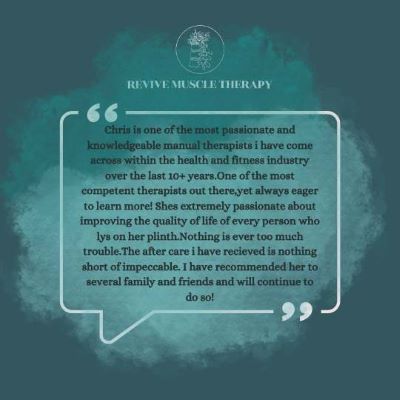 REVIVE MUSCLE THERAPY
Chris is one of the most passionate and
knowledgeable manual therapists i have come
across within the health and fitness industry
over the last 10+ years.One of the most
competent therapists out there,yet always eager
to learn more! Shes extremely passionate about
improving the quality of life of every person who
lys on her plinth.Nothing is ever too much
trouble.The after care i have recieved is nothing
short of impeccable. I have recommended her to
several family and friends and will continue to
do so!